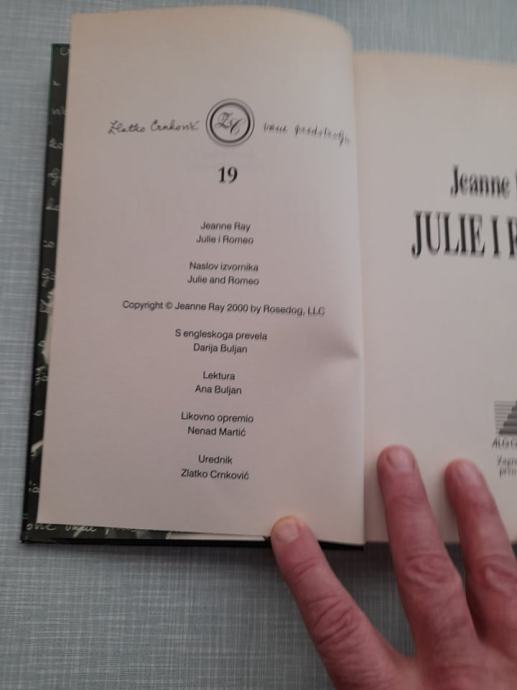 Zlatko Crnković vam predstavlja
ZC
19
Jeanne Ray
Julie i Romeo
Naslov izvornika
Julie and Romeo
Copyright © Jeanne Ray 2000 by Rosedog, LLC
S engleskoga prevela
Darija Buljan
Lektura
Ana Buljan
Likovno opremio
Nenad Martić
Urednik
Zlatko Crnković
Jeanne
JULIE I R